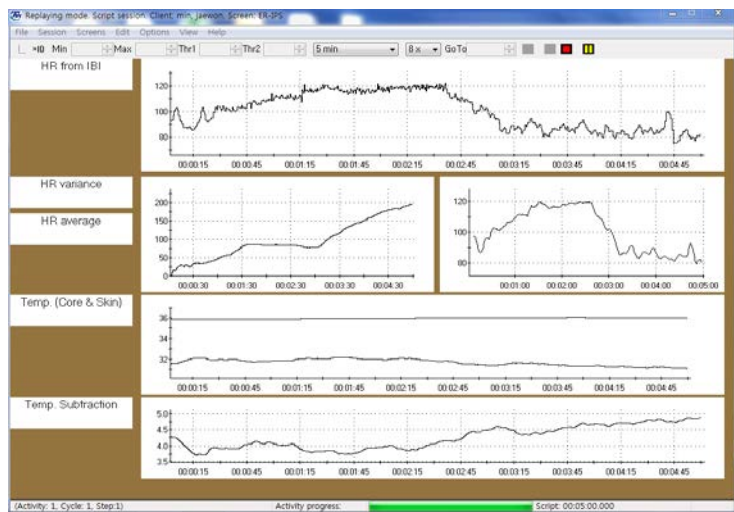 Replaying mode. Script session. Client: min, jaewon. Screen: ER-IPS
File Session Screens Edit Options View Help
Min Max Thr1 Thr2 5 min 8 x GoTo
HR from IBI
120
100
80
00:00:15 00:00:45 00:01:15 00:01:45 00:02:15 00:02:45 00:03:15 00:03:45 00:04:15 00:04:45
HR variance
HR average
200
150
100
50
0
00:00:30 00:01:30 00:02:30 00:03:30 00:04:30
120
100
80
00:01:00 00:02:00 00:03:00 00:04:00 00:05:00
Temp. (Core & Skin)
36
34
32
00:00:15 00:00:45 00:01:15 00:01:45 00:02:15 00:02:45 00:03:15 00:03:45 00:04:15 00:04:45
Temp. Subtraction
5.0
4.5
4.0
3.5
00:00:15 00:00:45 00:01:15 00:01:45 00:02:15 00:02:45 00:03:15 00:03:45 00:04:15 00:04:45
(Activity: 1, Cycle: 1, Step:1) Activity progress: Script: 00:05:00.000